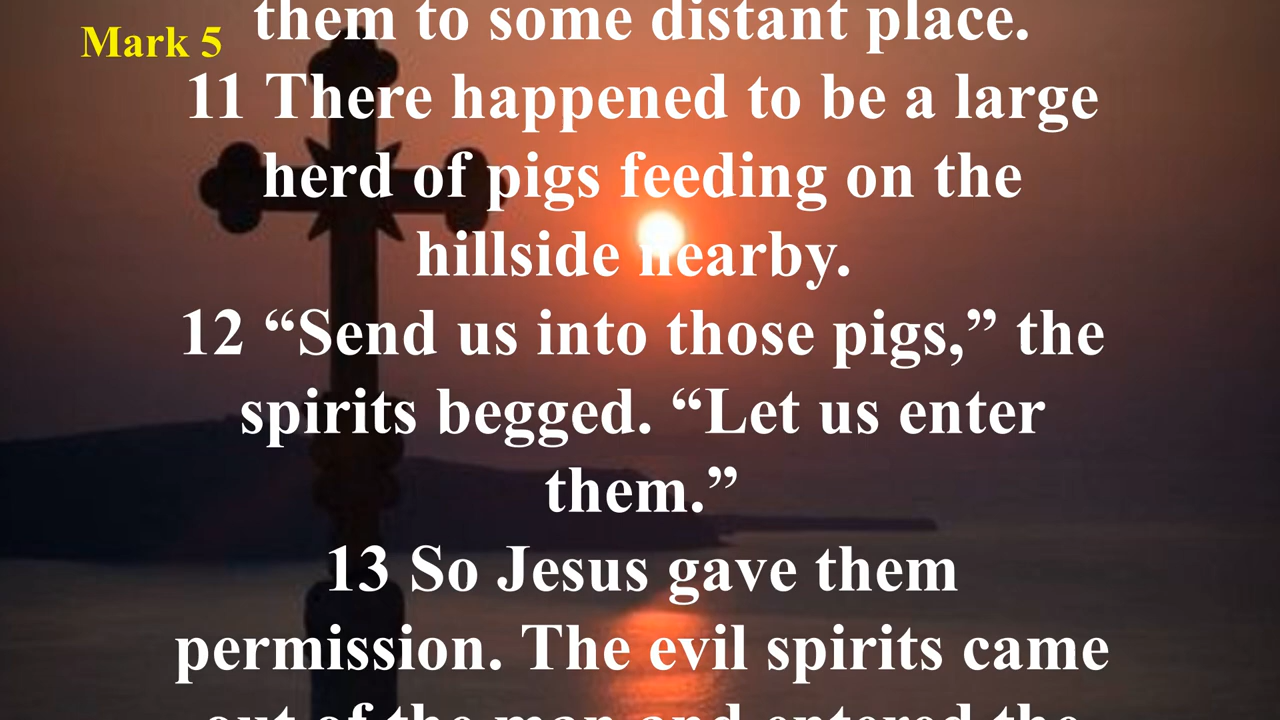 Mark 5
them to some distant place.
11 There happened to be a large
herd of pigs feeding on the
hillside nearby.
12 “Send us into those pigs,” the
spirits begged. “Let us enter
them.”
13 So Jesus gave them
permission. The evil spirits came
out of the man and entered the